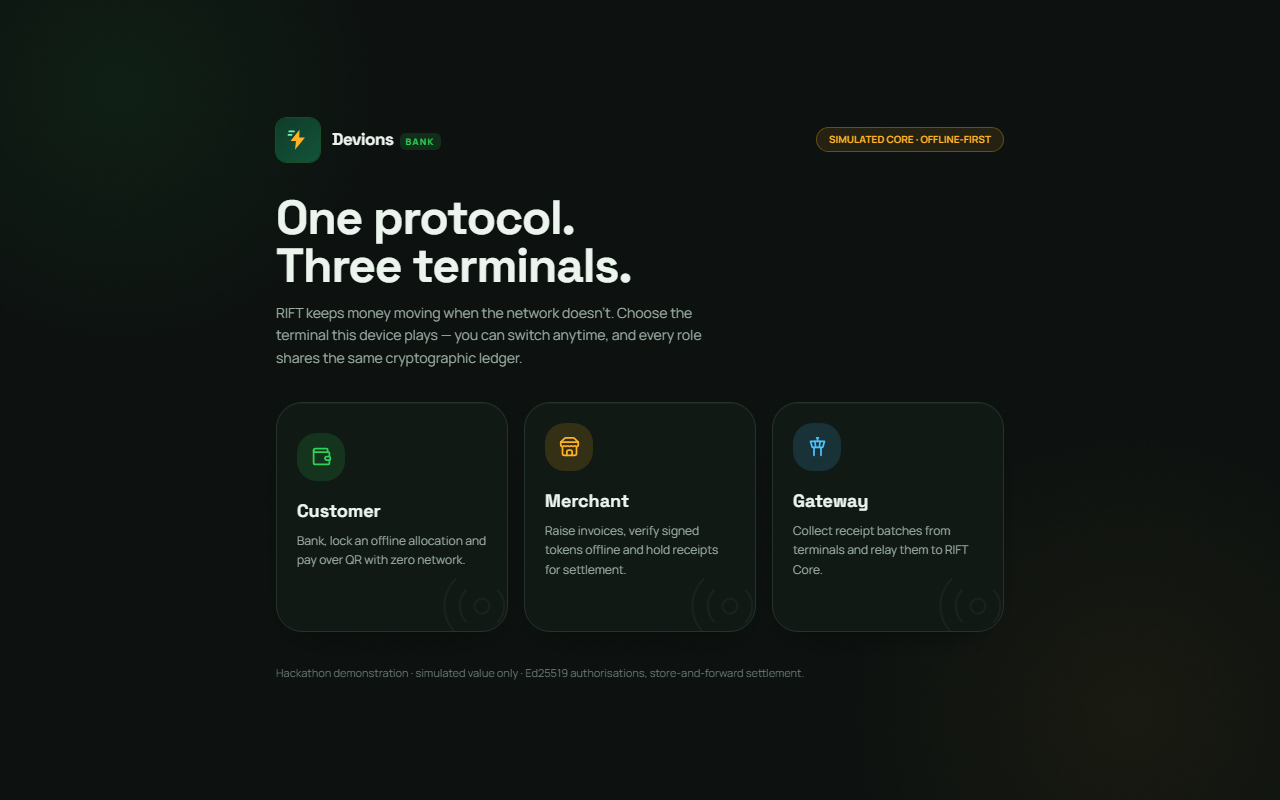 Devions BANK
SIMULATED CORE · OFFLINE-FIRST
One protocol.
Three terminals.
RIFT keeps money moving when the network doesn't. Choose the
terminal this device plays — you can switch anytime, and every role
shares the same cryptographic ledger.
Customer
Bank, lock an offline allocation and
pay over QR with zero network.
Merchant
Raise invoices, verify signed
tokens offline and hold receipts
for settlement.
Gateway
Collect receipt batches from
terminals and relay them to RIFT
Core.
Hackathon demonstration · simulated value only · Ed25519 authorisations, store-and-forward settlement.